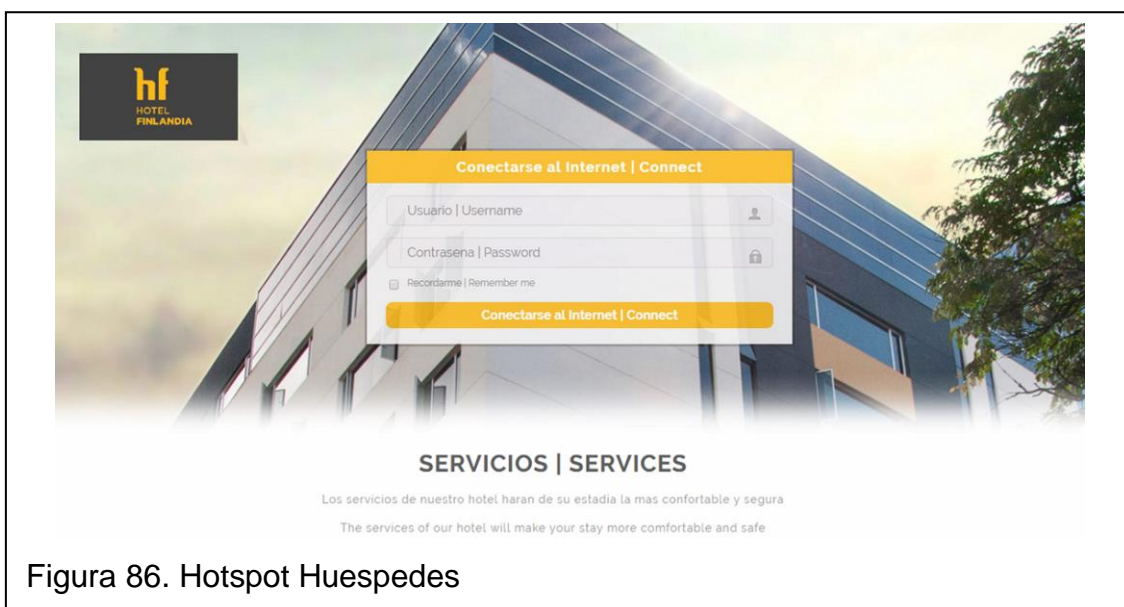 hf
HOTEL
FINLANDIA
Conectarse al Internet | Connect
Usuario | Username
Contrasena | Password
Recordarme | Remember me
Conectarse al Internet | Connect
SERVICIOS | SERVICES
Los servicios de nuestro hotel haran de su estadia la mas confortable y segura
The services of our hotel will make your stay more comfortable and safe
Figura 86. Hotspot Huespedes